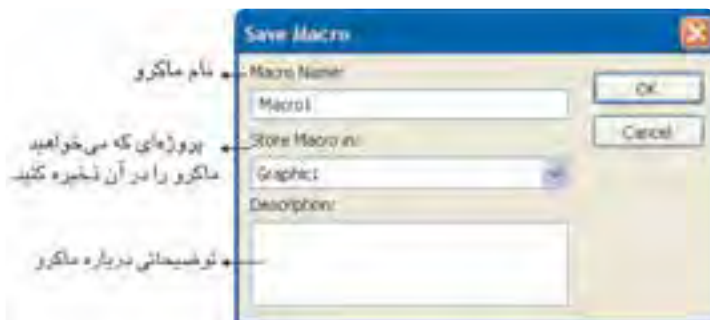 Save Macro
نام ماکرو
Macro Name:
OK
Macro1
Cancel
پروژه‌ای که می‌خواهید
ماکرو را در آن ذخیره کنید.
Store Macro in:
Graphic1
Description:
توضیحاتی درباره ماکرو